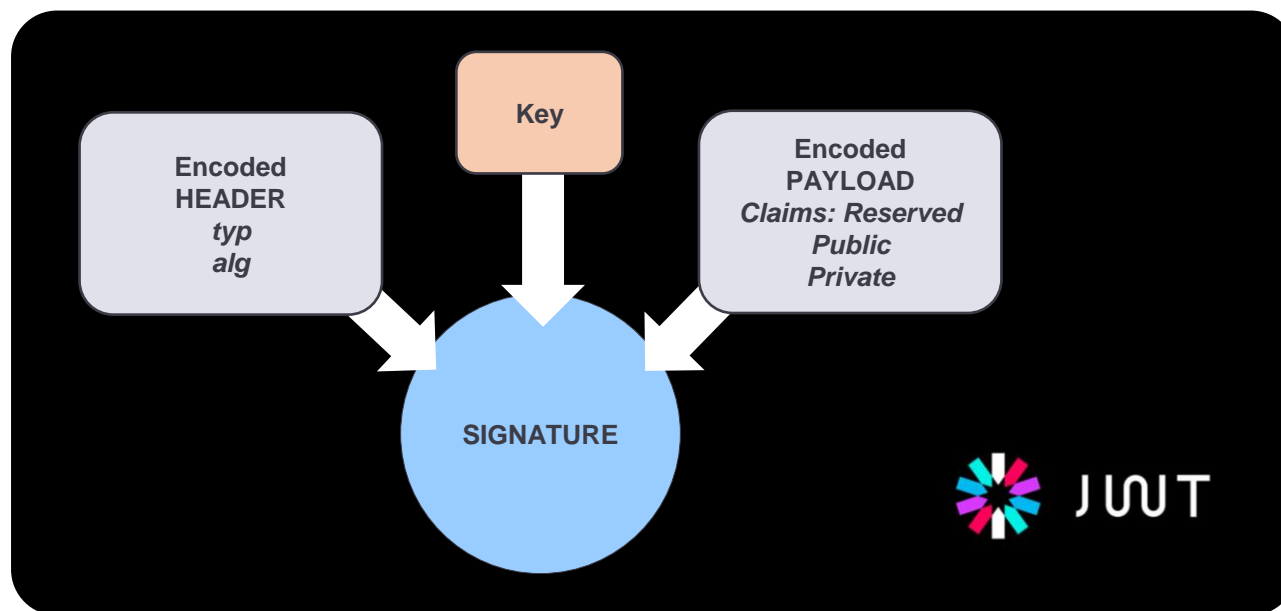 Key
Encoded
HEADER
typ
alg
Encoded
PAYLOAD
Claims: Reserved
Public
Private
SIGNATURE
JWT